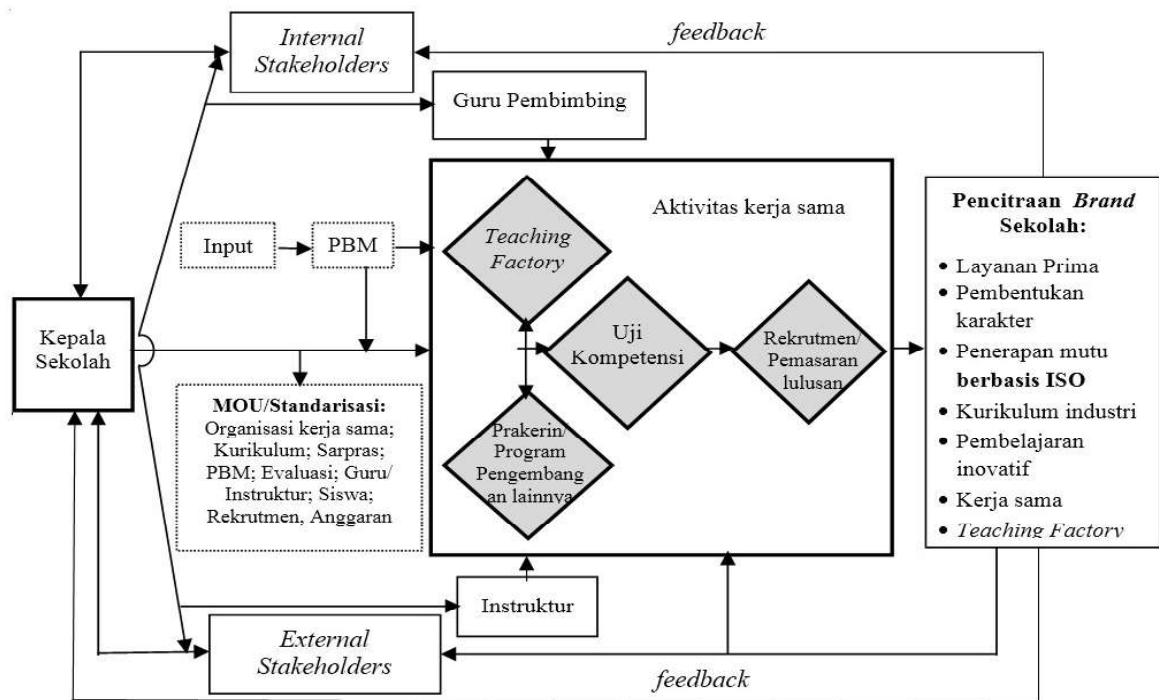 Internal
Stakeholders
feedback
Guru Pembimbing
Aktivitas kerja sama
Input
PBM
Teaching
Factory
Kepala
Sekolah
Uji
Kompetensi
Rekrutmen/
Pemasaran
lulusan
MOU/Standarisasi:
Organisasi kerja sama;
Kurikulum; Sarpras;
PBM; Evaluasi; Guru/
Instruktur; Siswa;
Rekrutmen, Anggaran
Prakerin/
Program
Pengembang
an lainnya
Pencitraan Brand
Sekolah:
• Layanan Prima
• Pembentukan
karakter
• Penerapan mutu
berbasis ISO
• Kurikulum industri
• Pembelajaran
inovatif
• Kerja sama
• Teaching Factory
Instruktur
External
Stakeholders
feedback